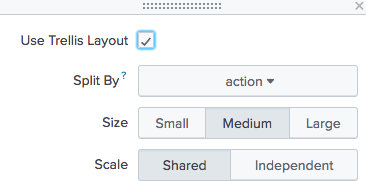 Use Trellis Layout
Split By ? action
Size Small Medium Large
Scale Shared Independent